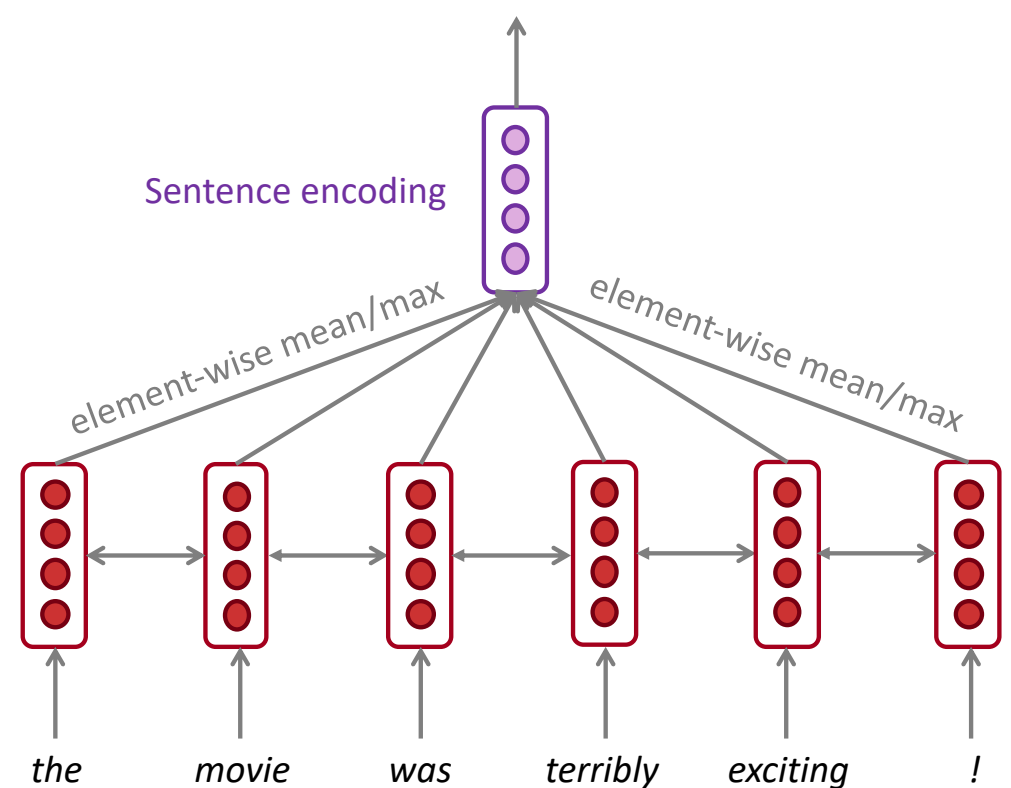 Sentence encoding
element-wise mean/max
element-wise mean/max
the movie was terribly exciting !